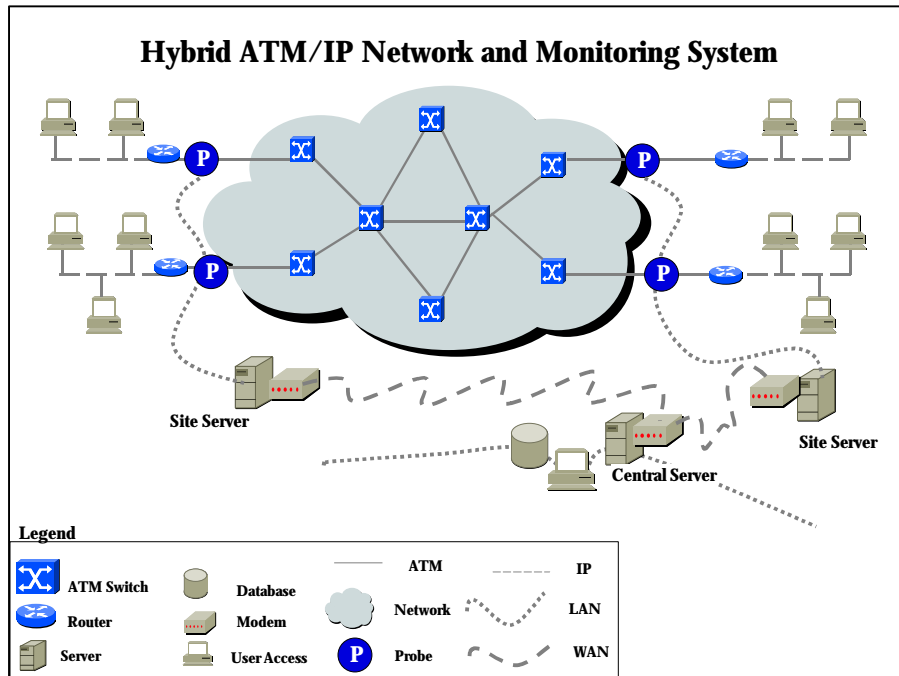 Hybrid ATM/IP Network and Monitoring System
P
P
P
P
Site Server
Site Server
Central Server
Legend
ATM Switch
Database
ATM
IP
Router
Modem
Network
LAN
Server
User Access
P
Probe
WAN